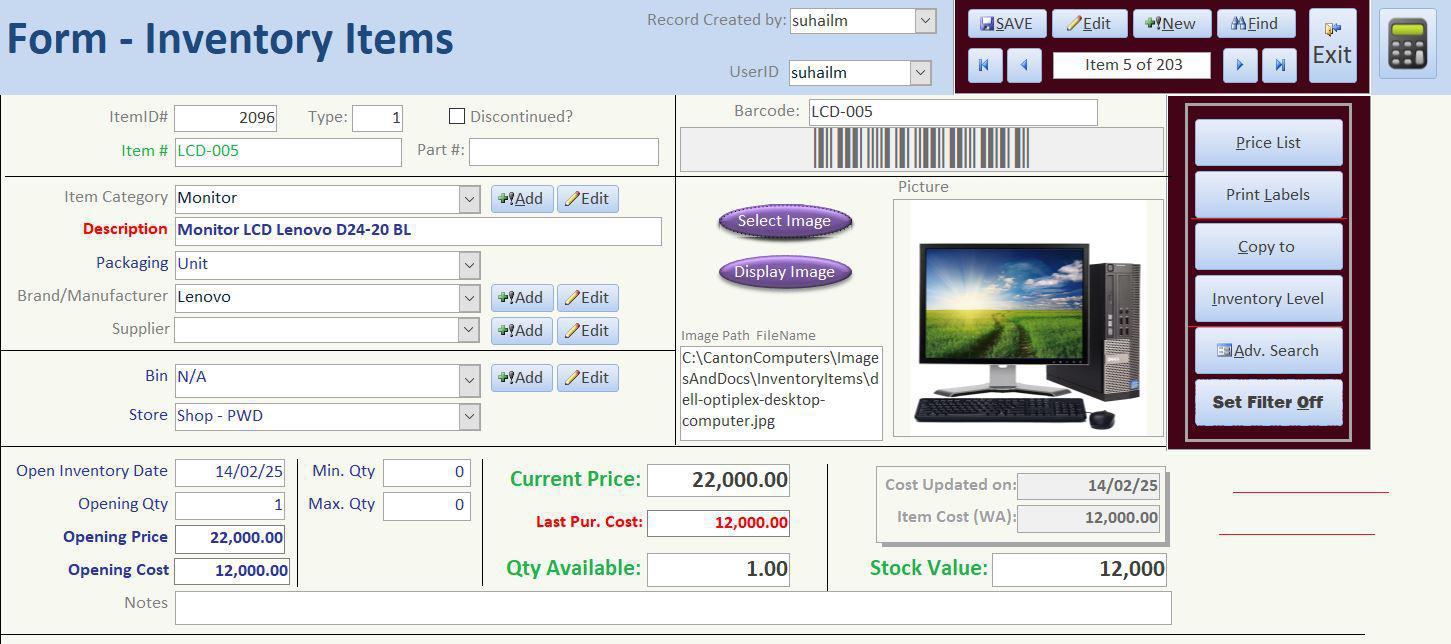 Form - Inventory Items
Record Created by: suhailm
UserID suhailm
SAVE Edit New Find
Item 5 of 203
Exit
ItemID# 2096 Type: 1 Discontinued?
Item # LCD-005 Part #:
Barcode: LCD-005
Item Category Monitor Add Edit
Description Monitor LCD Lenovo D24-20 BL
Packaging Unit
Brand/Manufacturer Lenovo Add Edit
Supplier Add Edit
Bin N/A Add Edit
Store Shop - PWD
Picture
Select Image
Display Image
Image Path FileName
C:\CantonComputers\Image
sAndDocs\InventoryItems\d
ell-optiplex-desktop-
computer.jpg
Price List
Print Labels
Copy to
Inventory Level
Adv. Search
Set Filter Off
Open Inventory Date 14/02/25
Opening Qty 1
Opening Price 22,000.00
Opening Cost 12,000.00
Min. Qty 0
Max. Qty 0
Current Price: 22,000.00
Last Pur. Cost: 12,000.00
Qty Available: 1.00
Cost Updated on: 14/02/25
Item Cost (WA): 12,000.00
Stock Value: 12,000
Notes